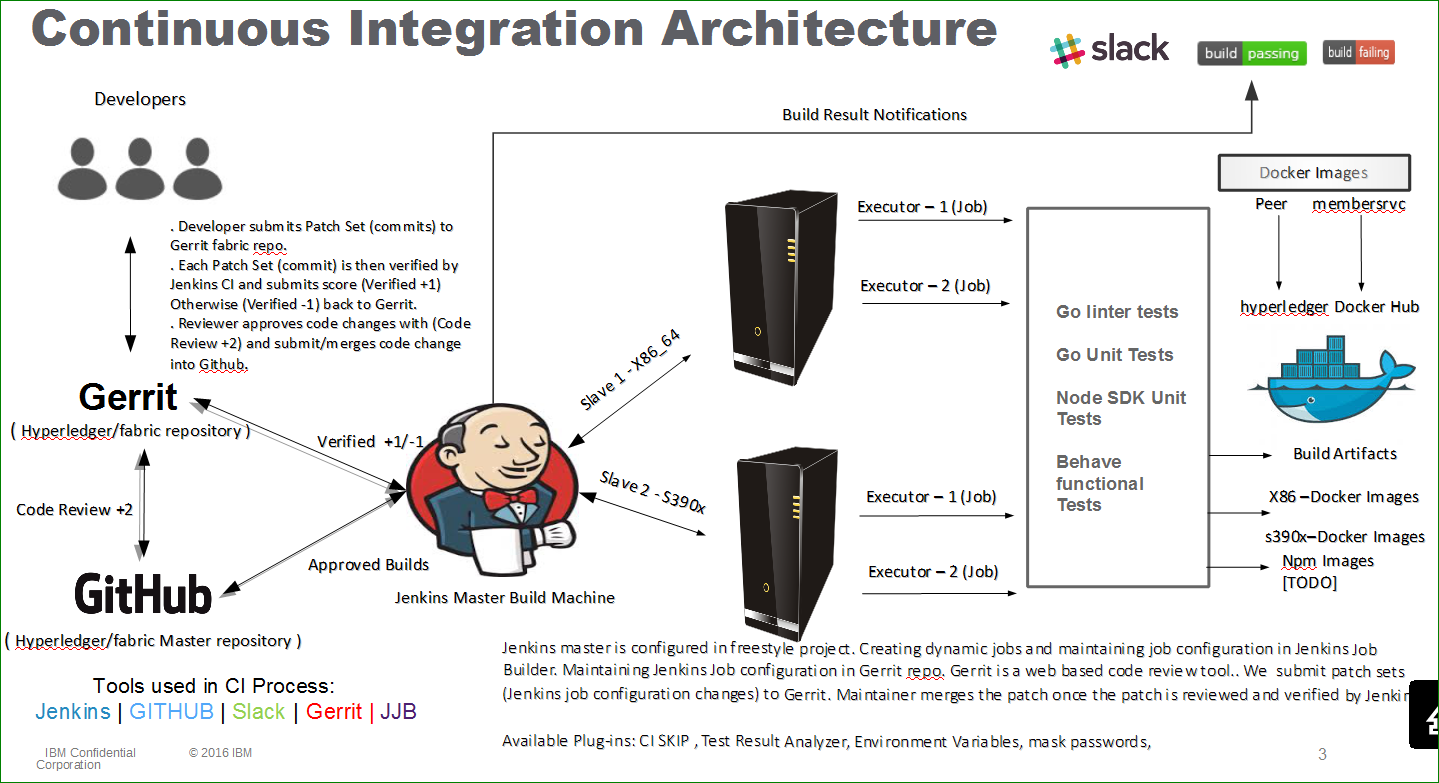 Continuous Integration Architecture
slack
build passing
build failing
Developers
Build Result Notifications
. Developer submits Patch Set (commits) to
Gerrit fabric repo.
. Each Patch Set (commit) is then verified by
Jenkins CI and submits score (Verified +1)
Otherwise (Verified -1) back to Gerrit.
. Reviewer approves code changes with (Code
Review +2) and submit/merges code change
into Github.
Gerrit
( Hyperledger/fabric repository )
Code Review +2
GitHub
( Hyperledger/fabric Master repository )
Verified +1/-1
Approved Builds
Jenkins Master Build Machine
Slave 1 - X86_64
Slave 2 - S390x
Executor – 1 (Job)
Executor – 2 (Job)
Executor – 1 (Job)
Executor – 2 (Job)
Go linter tests
Go Unit Tests
Node SDK Unit
Tests
Behave
functional
Tests
Docker Images
Peer
membersrvc
hyperledger Docker Hub
Build Artifacts
X86 –Docker Images
s390x–Docker Images
Npm Images
[TODO]
Tools used in CI Process:
Jenkins | GITHUB | Slack | Gerrit | JJB
Jenkins master is configured in freestyle project. Creating dynamic jobs and maintaining job configuration in Jenkins Job
Builder. Maintaining Jenkins Job configuration in Gerrit repo. Gerrit is a web based code review tool.. We submit patch sets
(Jenkins job configuration changes) to Gerrit. Maintainer merges the patch once the patch is reviewed and verified by Jenkin
Available Plug-ins: CI SKIP , Test Result Analyzer, Environment Variables, mask passwords,
IBM Confidential
Corporation
© 2016 IBM
3